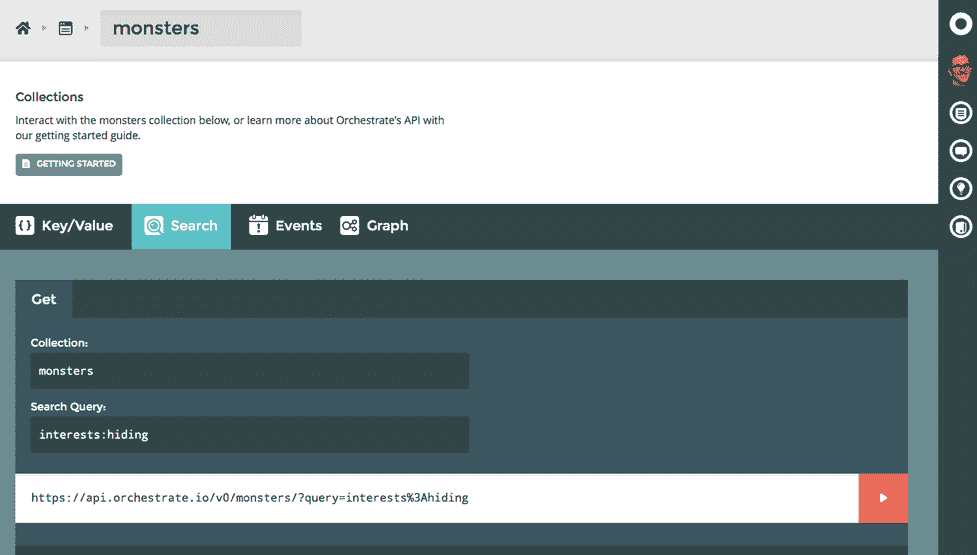 monsters
Collections
Interact with the monsters collection below, or learn more about Orchestrate's API with
our getting started guide.
GETTING STARTED
Key/Value Search Events Graph
Get
Collection:
monsters
Search Query:
interests:hiding
https://api.orchestrate.io/v0/monsters/?query=interests%3Ahiding